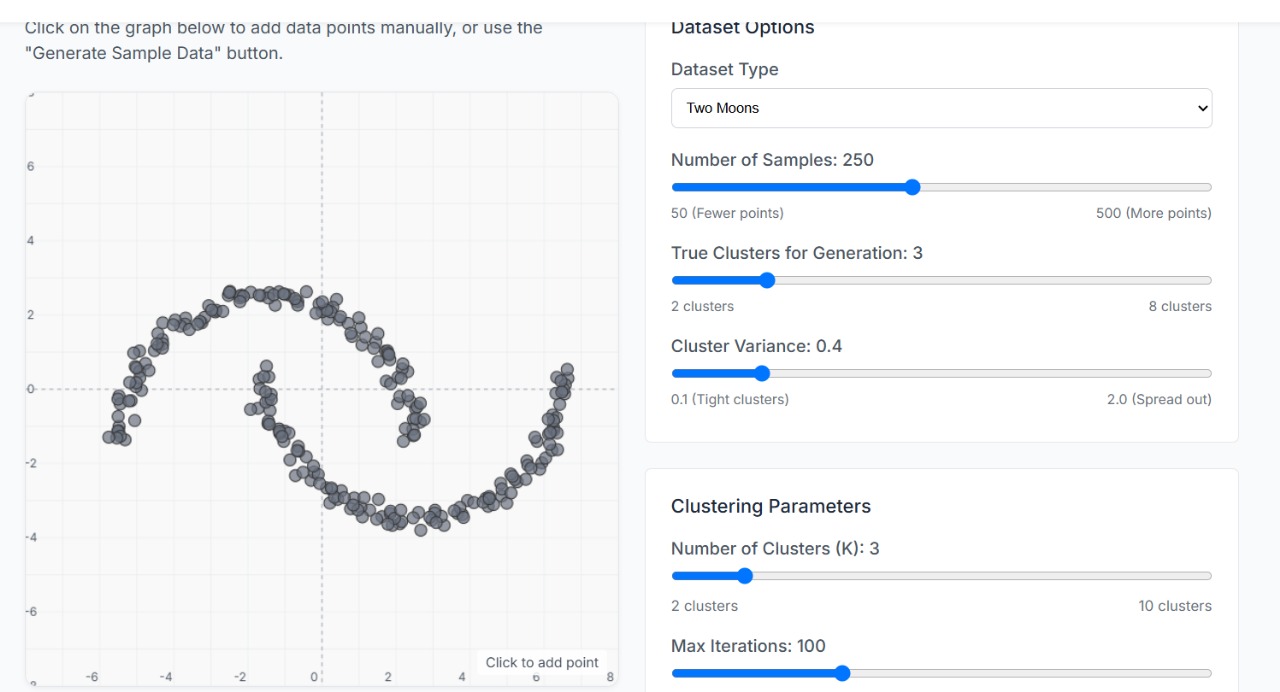 Click on the graph below to add data points manually, or use the
"Generate Sample Data" button.
6
4
2
0
-2
-4
-6
-6
-4
-2
0
2
4
6
8
Click to add point
Dataset Options
Dataset Type
Two Moons
Number of Samples: 250
50 (Fewer points)
500 (More points)
True Clusters for Generation: 3
2 clusters
8 clusters
Cluster Variance: 0.4
0.1 (Tight clusters)
2.0 (Spread out)
Clustering Parameters
Number of Clusters (K): 3
2 clusters
10 clusters
Max Iterations: 100